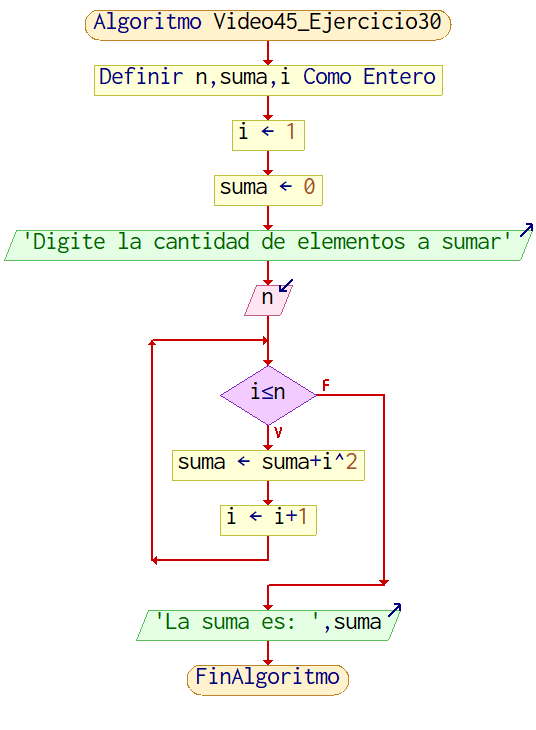 Algoritmo Video45_Ejercicio30
Definir n,suma,i Como Entero
i ← 1
suma ← 0
'Digite la cantidad de elementos a sumar'
n
i≤n
F
V
suma ← suma+i^2
i ← i+1
'La suma es: ',suma
FinAlgoritmo